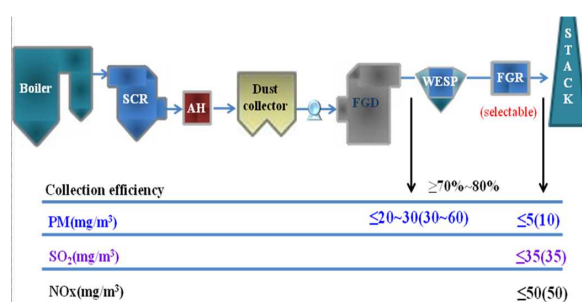 Boiler
SCR
AH
Dust
collector
FGD
WESP
FGR
(selectable)
STACK
Collection efficiency
≥70%~80%
PM(mg/m³)
≤20~30(30~60)
≤5(10)
SO₂(mg/m³)
≤35(35)
NOx(mg/m³)
≤50(50)